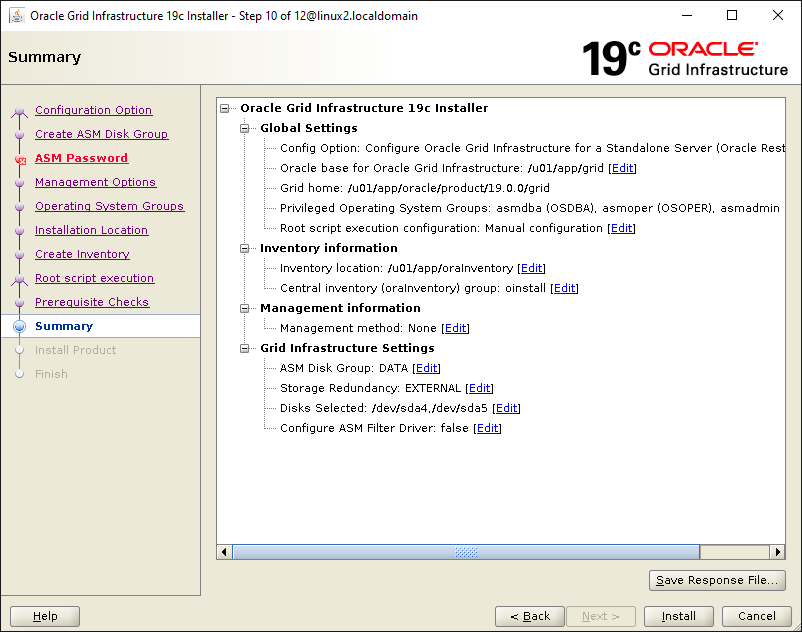 Oracle Grid Infrastructure 19c Installer - Step 10 of 12@linux2.localdomain
Summary
19c ORACLE
Grid Infrastructure
Configuration Option
Create ASM Disk Group
ASM Password
Management Options
Operating System Groups
Installation Location
Create Inventory
Root script execution
Prerequisite Checks
Summary
Install Product
Finish
Oracle Grid Infrastructure 19c Installer
Global Settings
Config Option: Configure Oracle Grid Infrastructure for a Standalone Server (Oracle Rest
Oracle base for Oracle Grid Infrastructure: /u01/app/grid [Edit]
Grid home: /u01/app/oracle/product/19.0.0/grid
Privileged Operating System Groups: asmdba (OSDBA), asmoper (OSOPER), asmadmin
Root script execution configuration: Manual configuration [Edit]
Inventory information
Inventory location: /u01/app/oraInventory [Edit]
Central inventory (oraInventory) group: oinstall [Edit]
Management information
Management method: None [Edit]
Grid Infrastructure Settings
ASM Disk Group: DATA [Edit]
Storage Redundancy: EXTERNAL [Edit]
Disks Selected: /dev/sda4,/dev/sda5 [Edit]
Configure ASM Filter Driver: false [Edit]
Save Response File...
Help
< Back
Next >
Install
Cancel